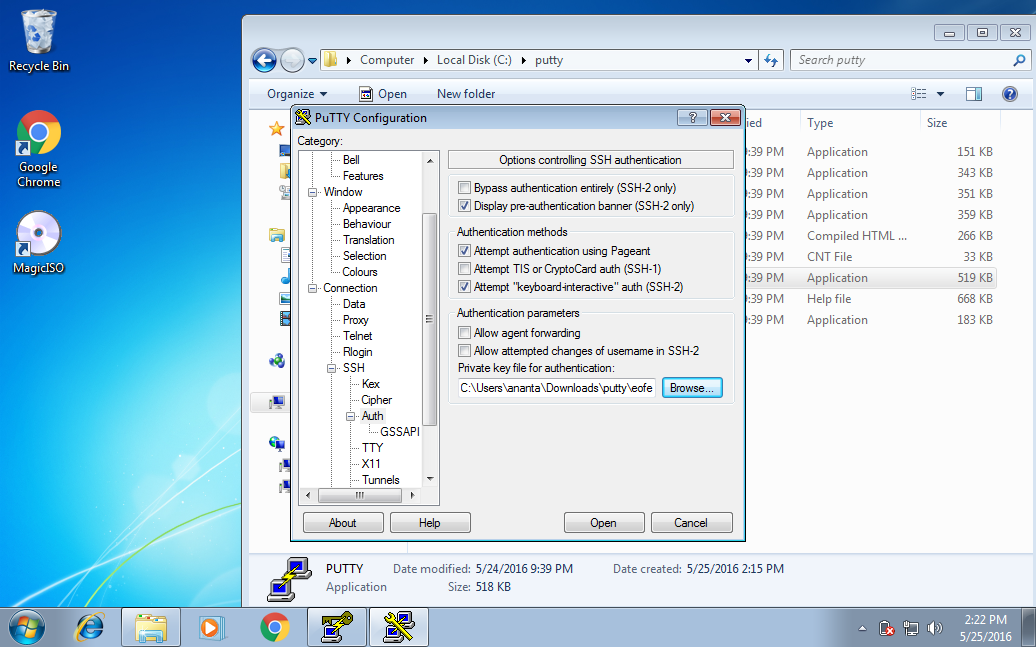 Recycle Bin
Google
Chrome
MagicISO
Computer
Local Disk (C:)
putty
Search putty
Organize
Open
New folder
PuTTY Configuration
?
Category:
Bell
Features
Window
Appearance
Behaviour
Translation
Selection
Colours
Connection
Data
Proxy
Telnet
Rlogin
SSH
Kex
Cipher
Auth
GSSAPI
TTY
X11
Tunnels
Options controlling SSH authentication
Bypass authentication entirely (SSH-2 only)
Display pre-authentication banner (SSH-2 only)
Authentication methods
Attempt authentication using Pageant
Attempt TIS or CryptoCard auth (SSH-1)
Attempt "keyboard-interactive" auth (SSH-2)
Authentication parameters
Allow agent forwarding
Allow attempted changes of username in SSH-2
Private key file for authentication:
C:\Users\ananta\Downloads\putty\eofe
Browse...
About
Help
Open
Cancel
ied Type Size
:39 PM Application 151 KB
:39 PM Application 343 KB
:39 PM Application 351 KB
:39 PM Application 359 KB
:39 PM Compiled HTML ... 266 KB
:39 PM CNT File 33 KB
:39 PM Application 519 KB
:39 PM Help file 668 KB
:39 PM Application 183 KB
PUTTY Date modified: 5/24/2016 9:39 PM Date created: 5/25/2016 2:15 PM
Application Size: 518 KB
2:22 PM
5/25/2016